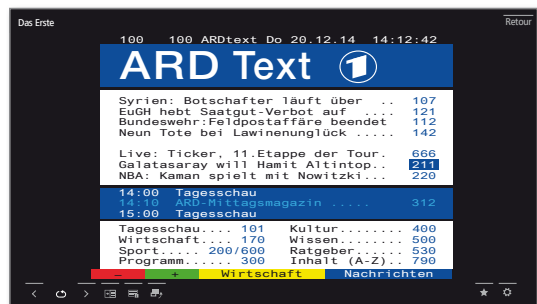 Das Erste
Retour
100 100 ARDtext Do 20.12.14 14:12:42
ARD Text 1
Syrien: Botschafter läuft über .. 107
EuGH hebt Saatgut-Verbot auf .... 121
Bundeswehr:Feldpostaffäre beendet 112
Neun Tote bei Lawinenunglück ..... 142
Live: Ticker, 11.Etappe der Tour. 666
Galatasaray will Hamit Altintop.. 211
NBA: Kaman spielt mit Nowitzki... 220
14:00 Tagesschau
14:10 ARD-Mittagsmagazin ..... 312
15:00 Tagesschau
Tagesschau.... 101 Kultur........ 400
Wirtschaft.... 170 Wissen........ 500
Sport..... 200/600 Ratgeber...... 530
Programm...... 300 Inhalt (A-Z).. 790
– + Wirtschaft Nachrichten